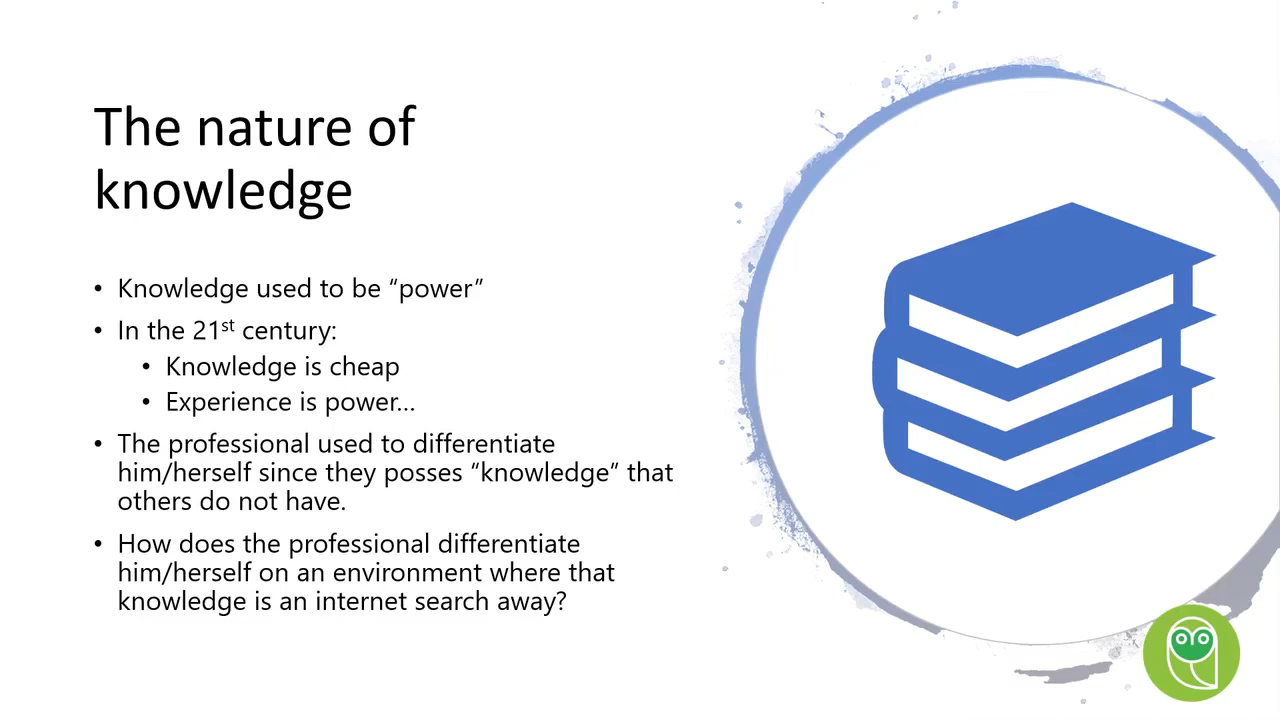 The nature of
knowledge
• Knowledge used to be “power”
• In the 21st century:
• Knowledge is cheap
• Experience is power…
• The professional used to differentiate
him/herself since they posses “knowledge” that
others do not have.
• How does the professional differentiate
him/herself on an environment where that
knowledge is an internet search away?